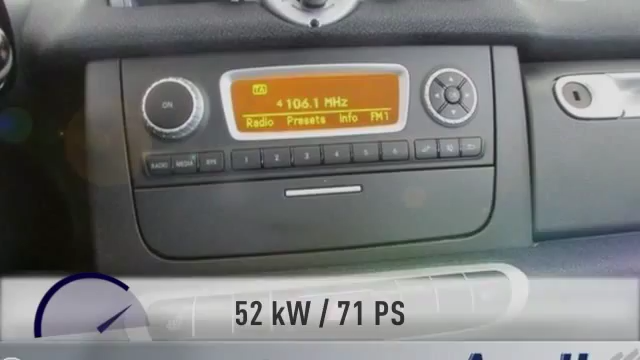 ON
4 106.1 MHz
Radio Presets Info FM1
RADIO MEDIA
1 2 3 4 5 6
52 kW / 71 PS